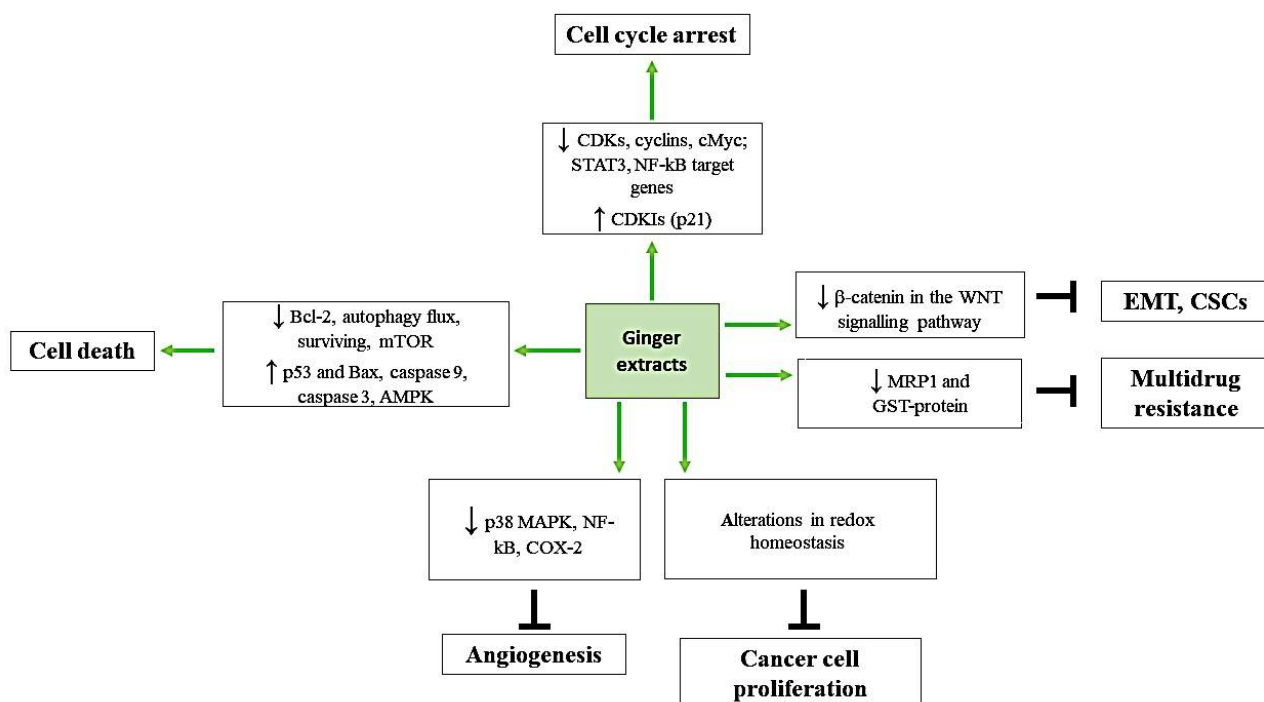 Cell cycle arrest
↓ CDKs, cyclins, cMyc;
STAT3, NF-kB target
genes
↑ CDKIs (p21)
↓ β-catenin in the WNT
signalling pathway
EMT, CSCs
↓ Bcl-2, autophagy flux,
surviving, mTOR
↑ p53 and Bax, caspase 9,
caspase 3, AMPK
Cell death
Ginger
extracts
↓ MRP1 and
GST-protein
Multidrug
resistance
↓ p38 MAPK, NF-
kB, COX-2
Alterations in redox
homeostasis
Angiogenesis
Cancer cell
proliferation